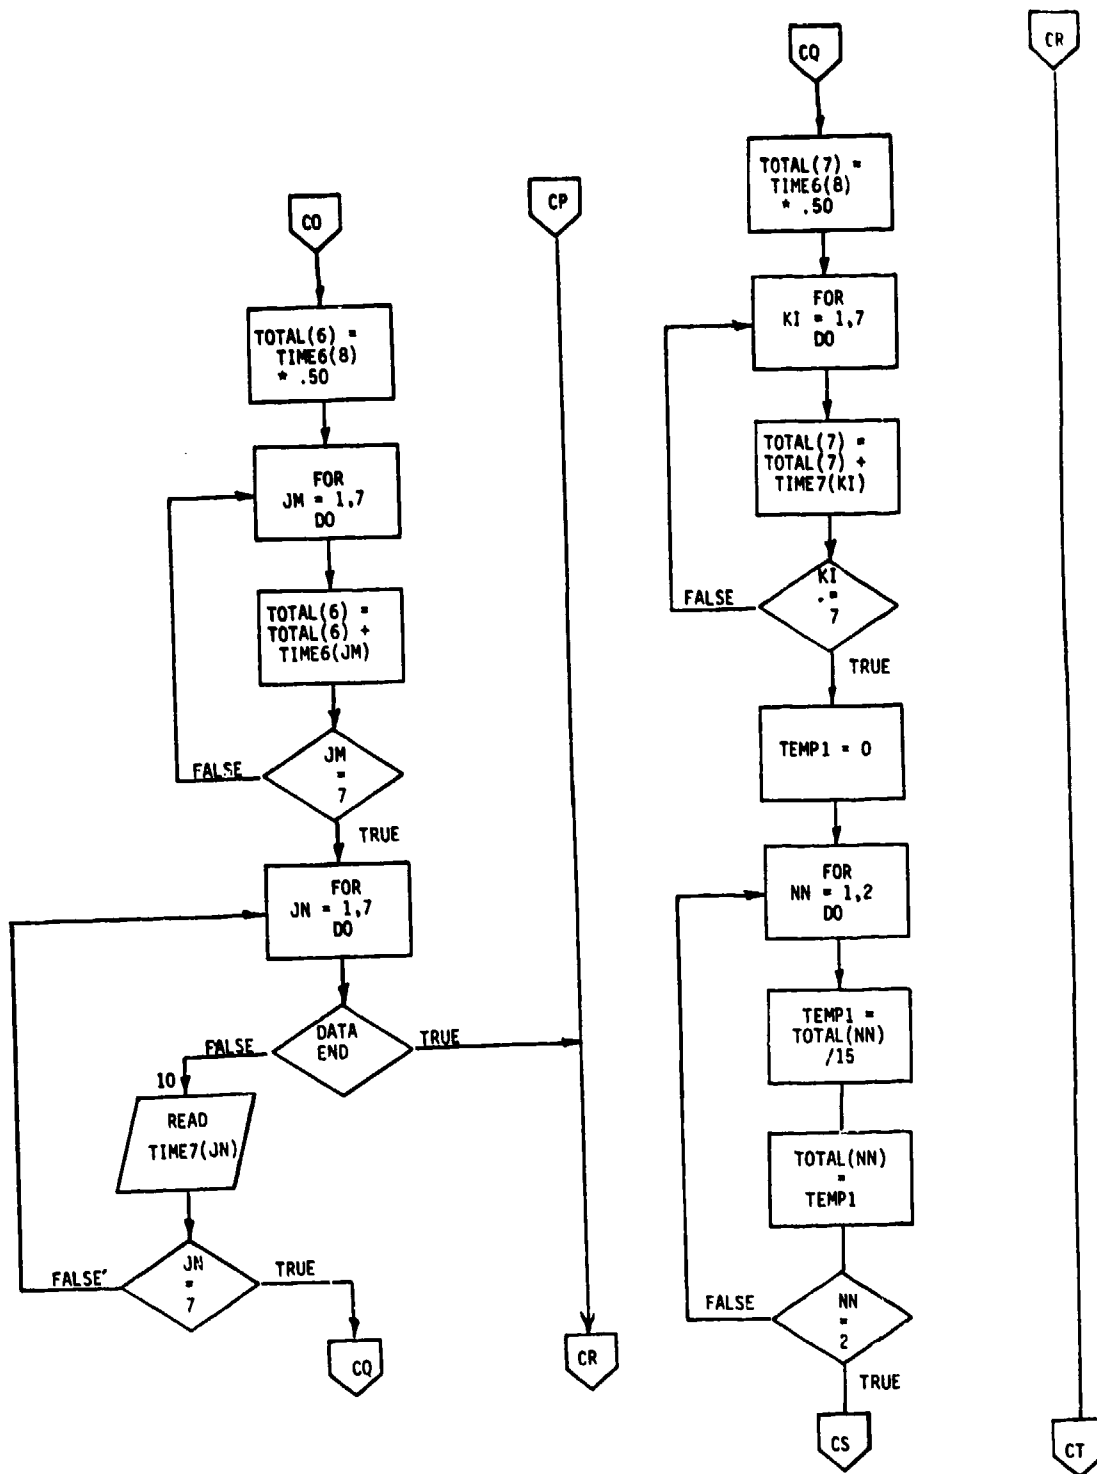 CO
TOTAL(6) =
TIME6(8)
* .50
FOR
JM = 1,7
DO
TOTAL(6) =
TOTAL(6) +
TIME6(JM)
JM
=
7
FALSE
TRUE
FOR
JN = 1,7
DO
DATA
END
FALSE
TRUE
10
READ
TIME7(JN)
JN
=
7
FALSE
TRUE
CQ
CP
CR
CQ
TOTAL(7) =
TIME6(8)
* .50
FOR
KI = 1,7
DO
TOTAL(7) =
TOTAL(7) +
TIME7(KI)
KI
.=
7
FALSE
TRUE
TEMP1 = 0
FOR
NN = 1,2
DO
TEMP1 =
TOTAL(NN)
/15
TOTAL(NN)
=
TEMP1
NN
=
2
FALSE
TRUE
CS
CR
CT